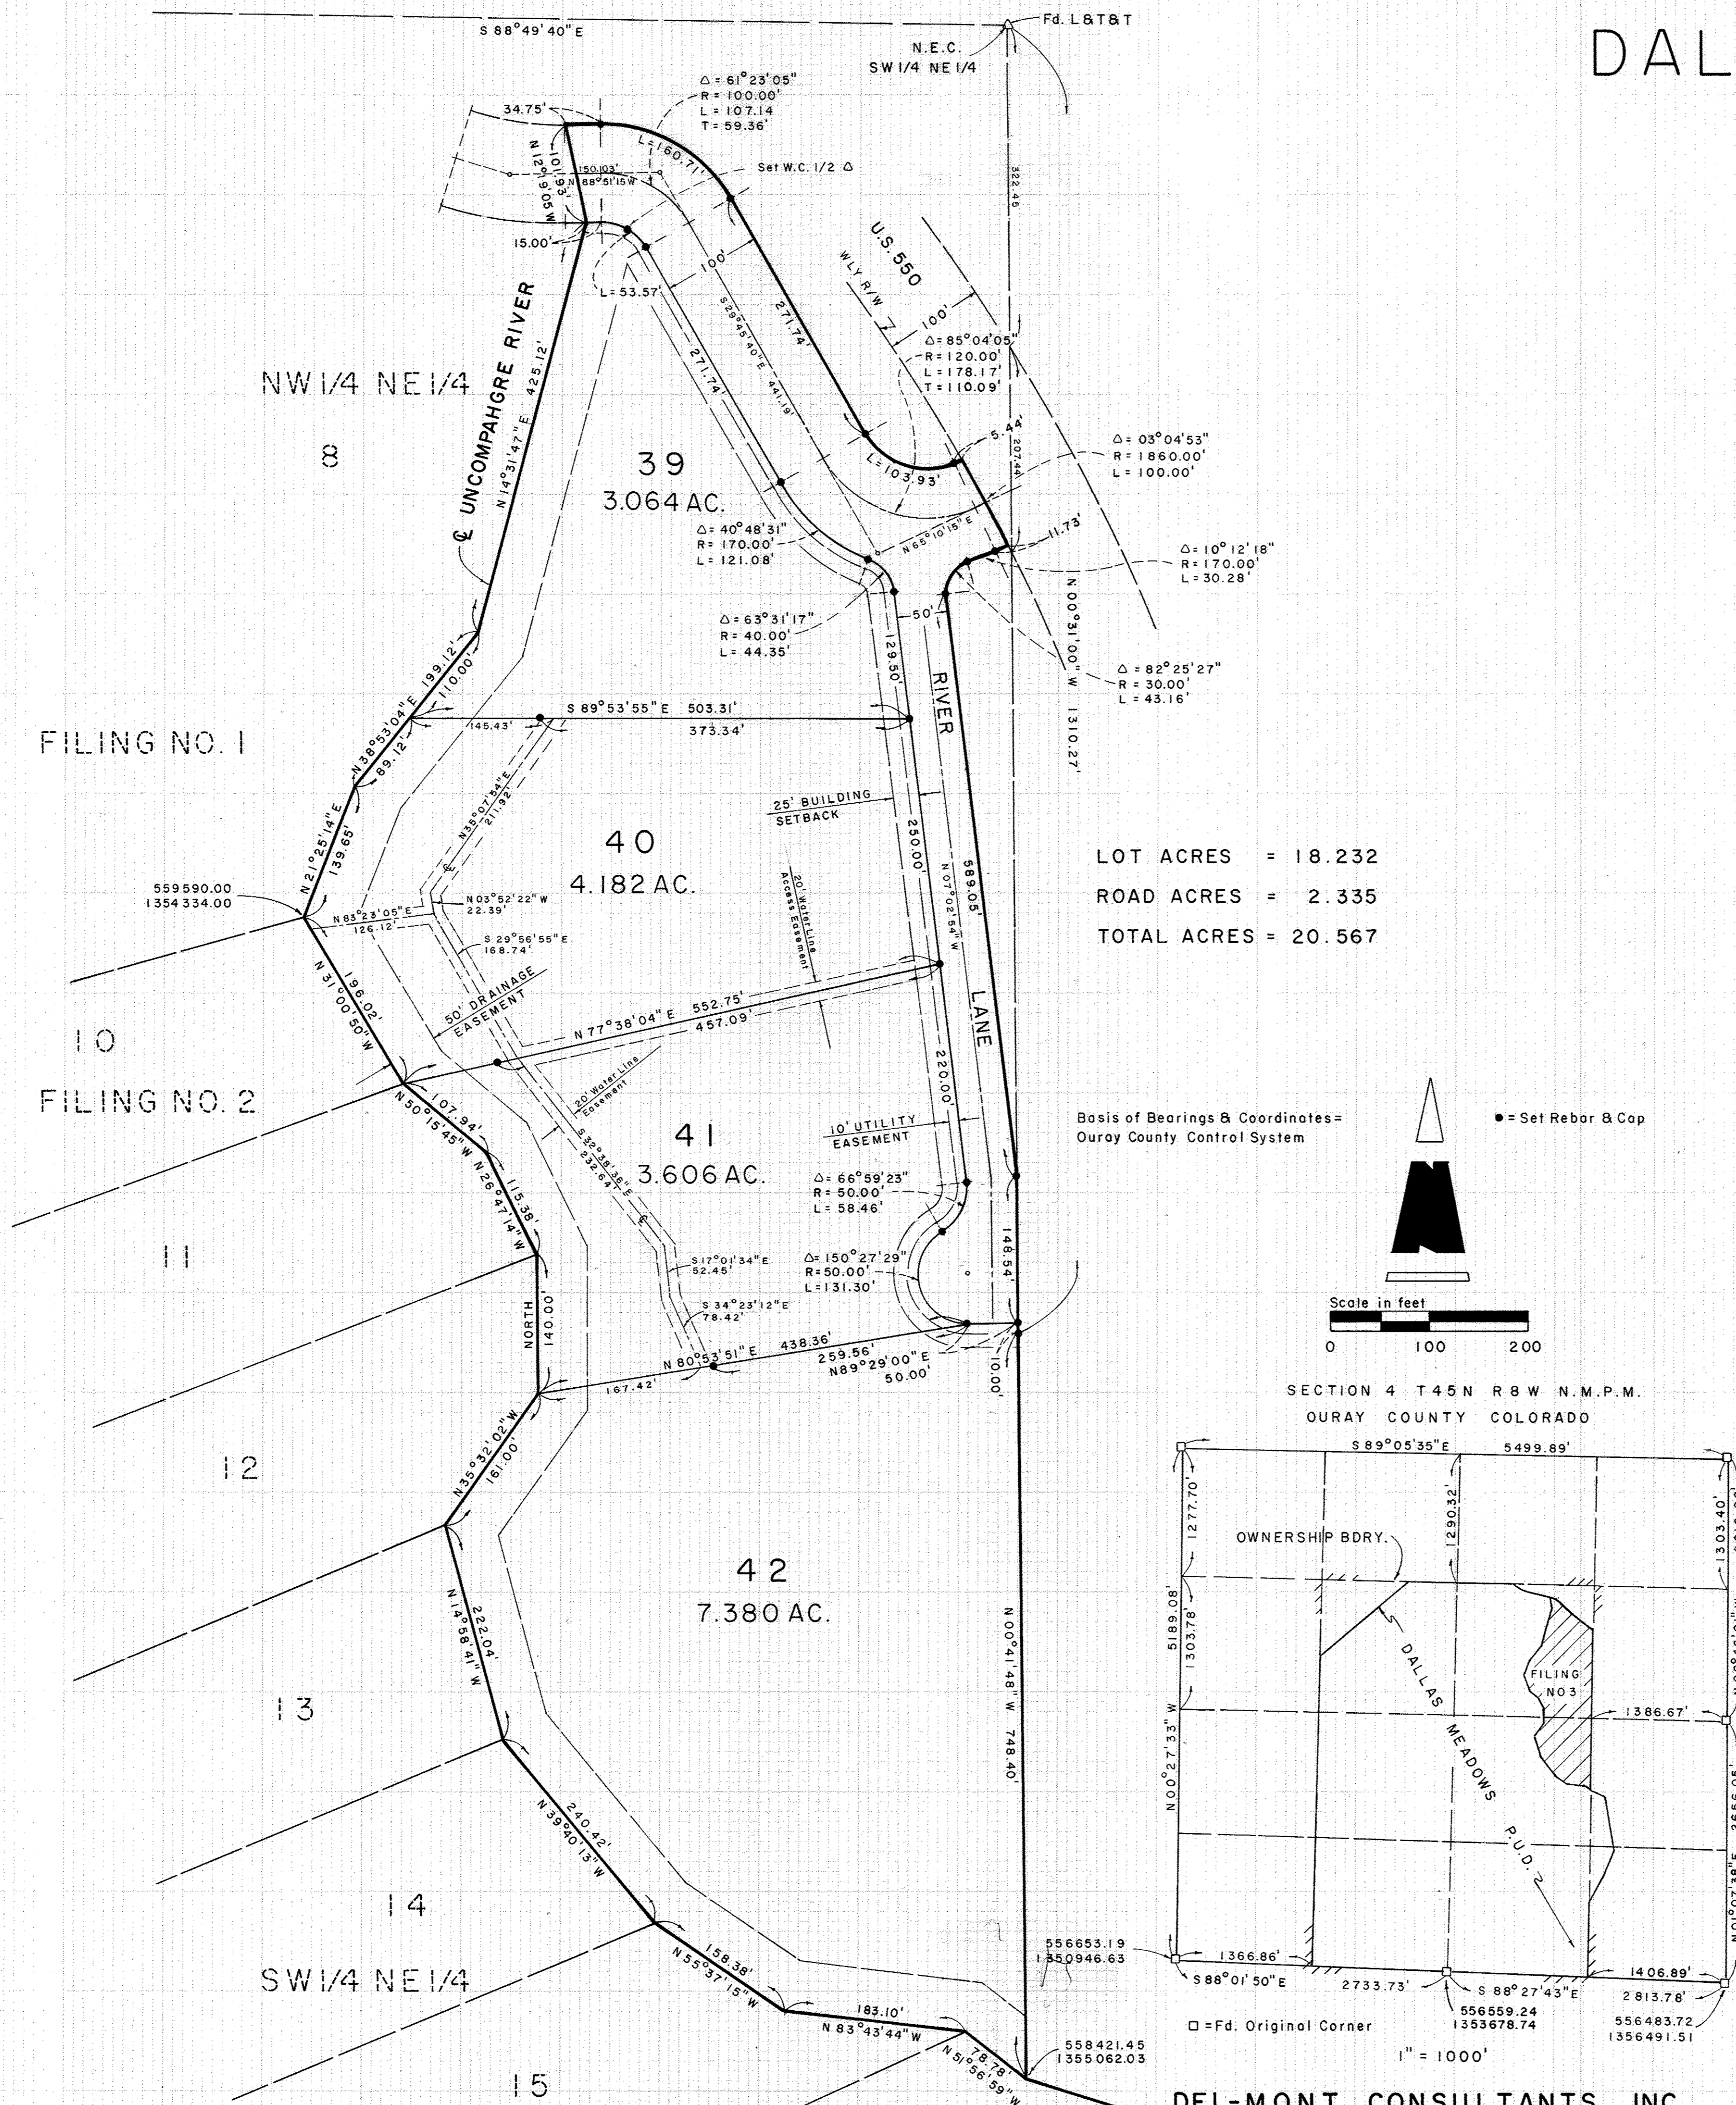 S 88°49'40" E
Fd. L&T&T
N.E.C.
SW 1/4 NE 1/4
DAL
Δ = 61°23'05"
R = 100.00'
L = 107.14
T = 59.36'
34.75'
L=160.71'
N 12°19'05 W
101.93'
150.03'
N 88°51'15 W
Set W.C. 1/2 Δ
15.00'
L= 53.57'
100'
322.45
U.S. 550
WLY R/W
100'
271.74'
S 29°45'40" E 441.19'
271.74'
Δ= 85°04'05"
R= 120.00'
L= 178.17'
T= 110.09'
NW 1/4 NE 1/4
8
℄ UNCOMPAHGRE RIVER
N 14°31'47" E 425.12'
39
3.064 AC.
5.44'
207.44
L=103.93'
Δ= 03°04'53"
R= 1860.00'
L= 100.00'
Δ= 40°48'31"
R= 170.00'
L= 121.08'
N 65°10'15" E
11.73'
Δ= 10°12'18"
R= 170.00'
L= 30.28'
Δ= 63°31'17"
R= 40.00'
L= 44.35'
50'
129.50'
N 00°31'00" W 1310.27'
Δ = 82°25'27"
R = 30.00'
L = 43.16'
N 38°53'04" E 199.12'
110.00'
89.12'
S 89°53'55" E 503.31'
145.43'
373.34'
RIVER
FILING NO. 1
N35°07'54"E
211.92'
25' BUILDING
SETBACK
40
4.182 AC.
250.00'
N 07°02'54" W
589.05'
LOT ACRES = 18.232
ROAD ACRES = 2.335
TOTAL ACRES = 20.567
N 21°25'14" E
139.65'
559590.00
1354334.00
N 83°23'05" E
126.12'
℄
N 03°52'22" W
22.39'
S 29°56'55" E
168.74'
20' Water Line
Access Easement
196.02'
N 31°00'50" W
50' DRAINAGE
EASEMENT
N 77°38'04" E 552.75'
457.09'
LANE
10
FILING NO. 2
107.94'
N 50°15'45" W
20' Water Line
Easement
41
3.606 AC.
220.00'
10' UTILITY
EASEMENT
Basis of Bearings & Coordinates=
Ouray County Control System
● = Set Rebar & Cap
N
S 32°38'36" E
232.64'
115.38'
N 26°47'14" W
Δ= 66°59'23"
R= 50.00'
L= 58.46'
℄
11
S 17°01'34" E
52.45'
Δ= 150°27'29"
R=50.00'
L=131.30'
148.54'
NORTH
140.00'
S 34°23'12" E
78.42'
N 80°53'51" E 438.36'
167.42'
259.56'
N89°29'00" E
50.00'
10.00'
Scale in feet
0 100 200
SECTION 4 T45N R8W N.M.P.M.
OURAY COUNTY COLORADO
S 89°05'35" E 5499.89'
12
N35°32'02" W
161.00'
1277.70'
1290.32'
1303.40'
OWNERSHIP BDRY.
42
7.380 AC.
222.04'
N 14°58'41" W
N 00°41'48" W 748.40'
5189.08'
1303.78'
N 00°27'33" W
DALLAS MEADOWS P.U.D.
FILING
NO3
1386.67'
13
240.42'
N 39°40'13" W
14
SW 1/4 NE 1/4
158.38'
N 55°37'15" W
183.10'
N 83°43'44" W
78.78'
N 51°56'59" W
15
556653.19
1350946.63
558421.45
1355062.03
1366.86'
S 88°01'50" E
2733.73'
S 88°27'43" E
556559.24
1353678.74
1406.89'
2813.78'
556483.72
1356491.51
N 01°07'38" E
□ = Fd. Original Corner
1" = 1000'
DEL-MONT CONSULTANTS INC